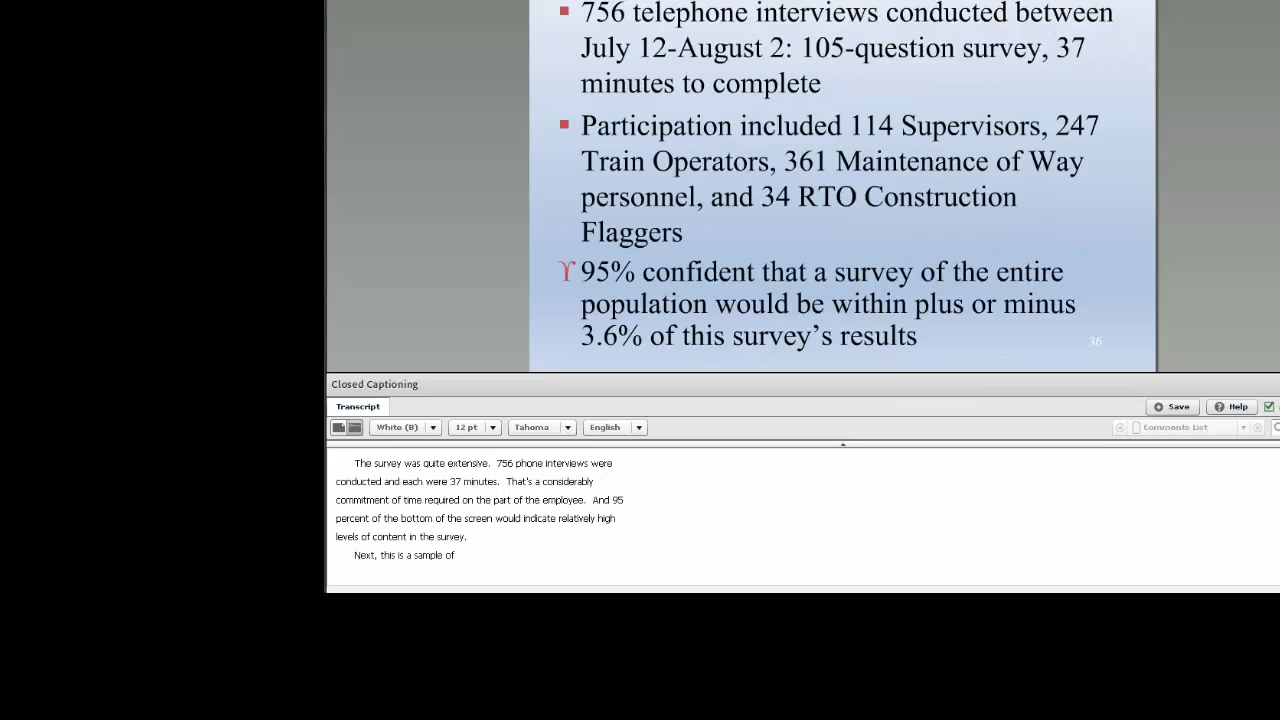 756 telephone interviews conducted between
July 12-August 2: 105-question survey, 37
minutes to complete
Participation included 114 Supervisors, 247
Train Operators, 361 Maintenance of Way
personnel, and 34 RTO Construction
Flaggers
95% confident that a survey of the entire
population would be within plus or minus
3.6% of this survey’s results
36
Closed Captioning
Transcript
Save
Help
White (8)
12 pt
Tahoma
English
Comments List
The survey was quite extensive. 756 phone interviews were
conducted and each were 37 minutes. That's a considerably
commitment of time required on the part of the employee. And 95
percent of the bottom of the screen would indicate relatively high
levels of content in the survey.
Next, this is a sample of